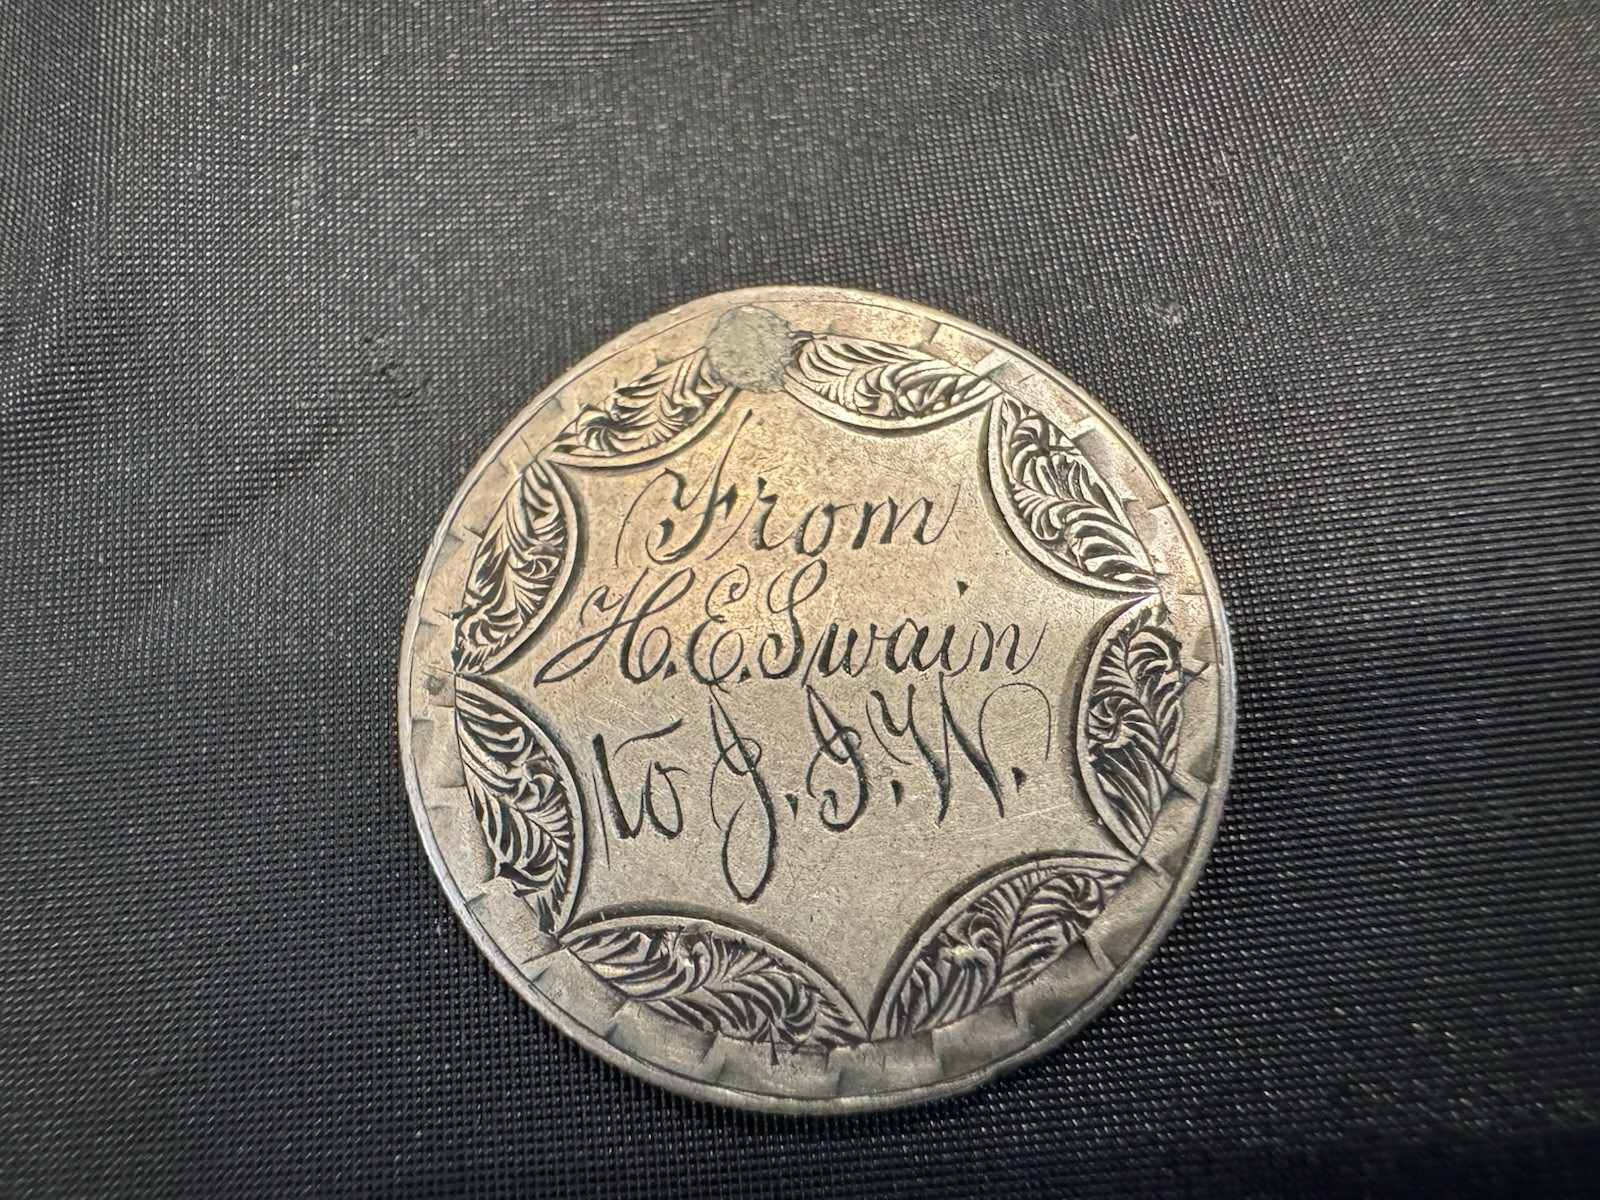 From
H.E. Swain
to J.J.W.